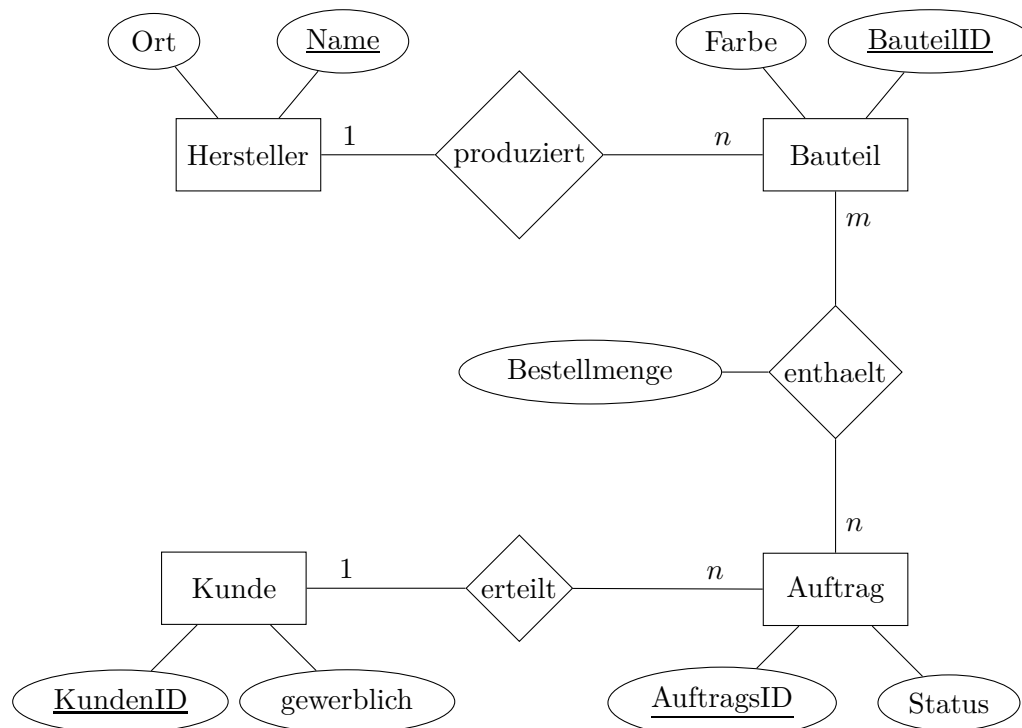 Ort
Name
Farbe
BauteilID
Hersteller
1
produziert
n
Bauteil
m
Bestellmenge
enthaelt
n
Kunde
1
erteilt
n
Auftrag
KundenID
gewerblich
AuftragsID
Status